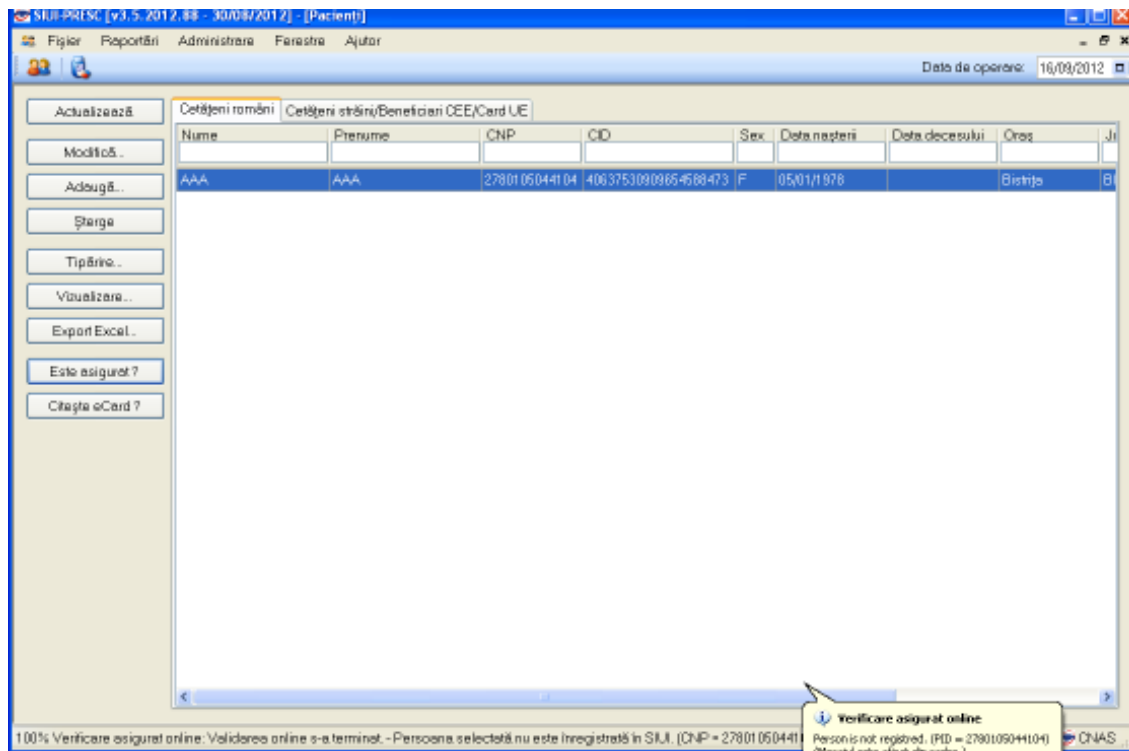 SIUI-PRESC [v3.5.2012.88 - 30/08/2012] - [Pacienți]
Fișier Raportări Administrare Ferestre Ajutor
Data de operare: 16/09/2012
Actualizează
Modifică..
Adaugă...
Șterge
Tipărire...
Vizualizare...
Export Excel...
Este asigurat ?
Citește eCard ?
Cetățeni români Cetățeni străini/Beneficiari CEE/Card UE
Nume Prenume CNP CID Sex Data nașterii Data decesului Oraș
AAA AAA 2780105044104 40637530909654588473 F 05/01/1978 Bistrița
Verificare asigurat online
Person is not registred. (PID = 2780105044104)
100% Verificare asigurat online: Validarea online s-a terminat. - Persoana selectată nu este înregistrată în SIUI. (CNP = 27801050441
CNAS